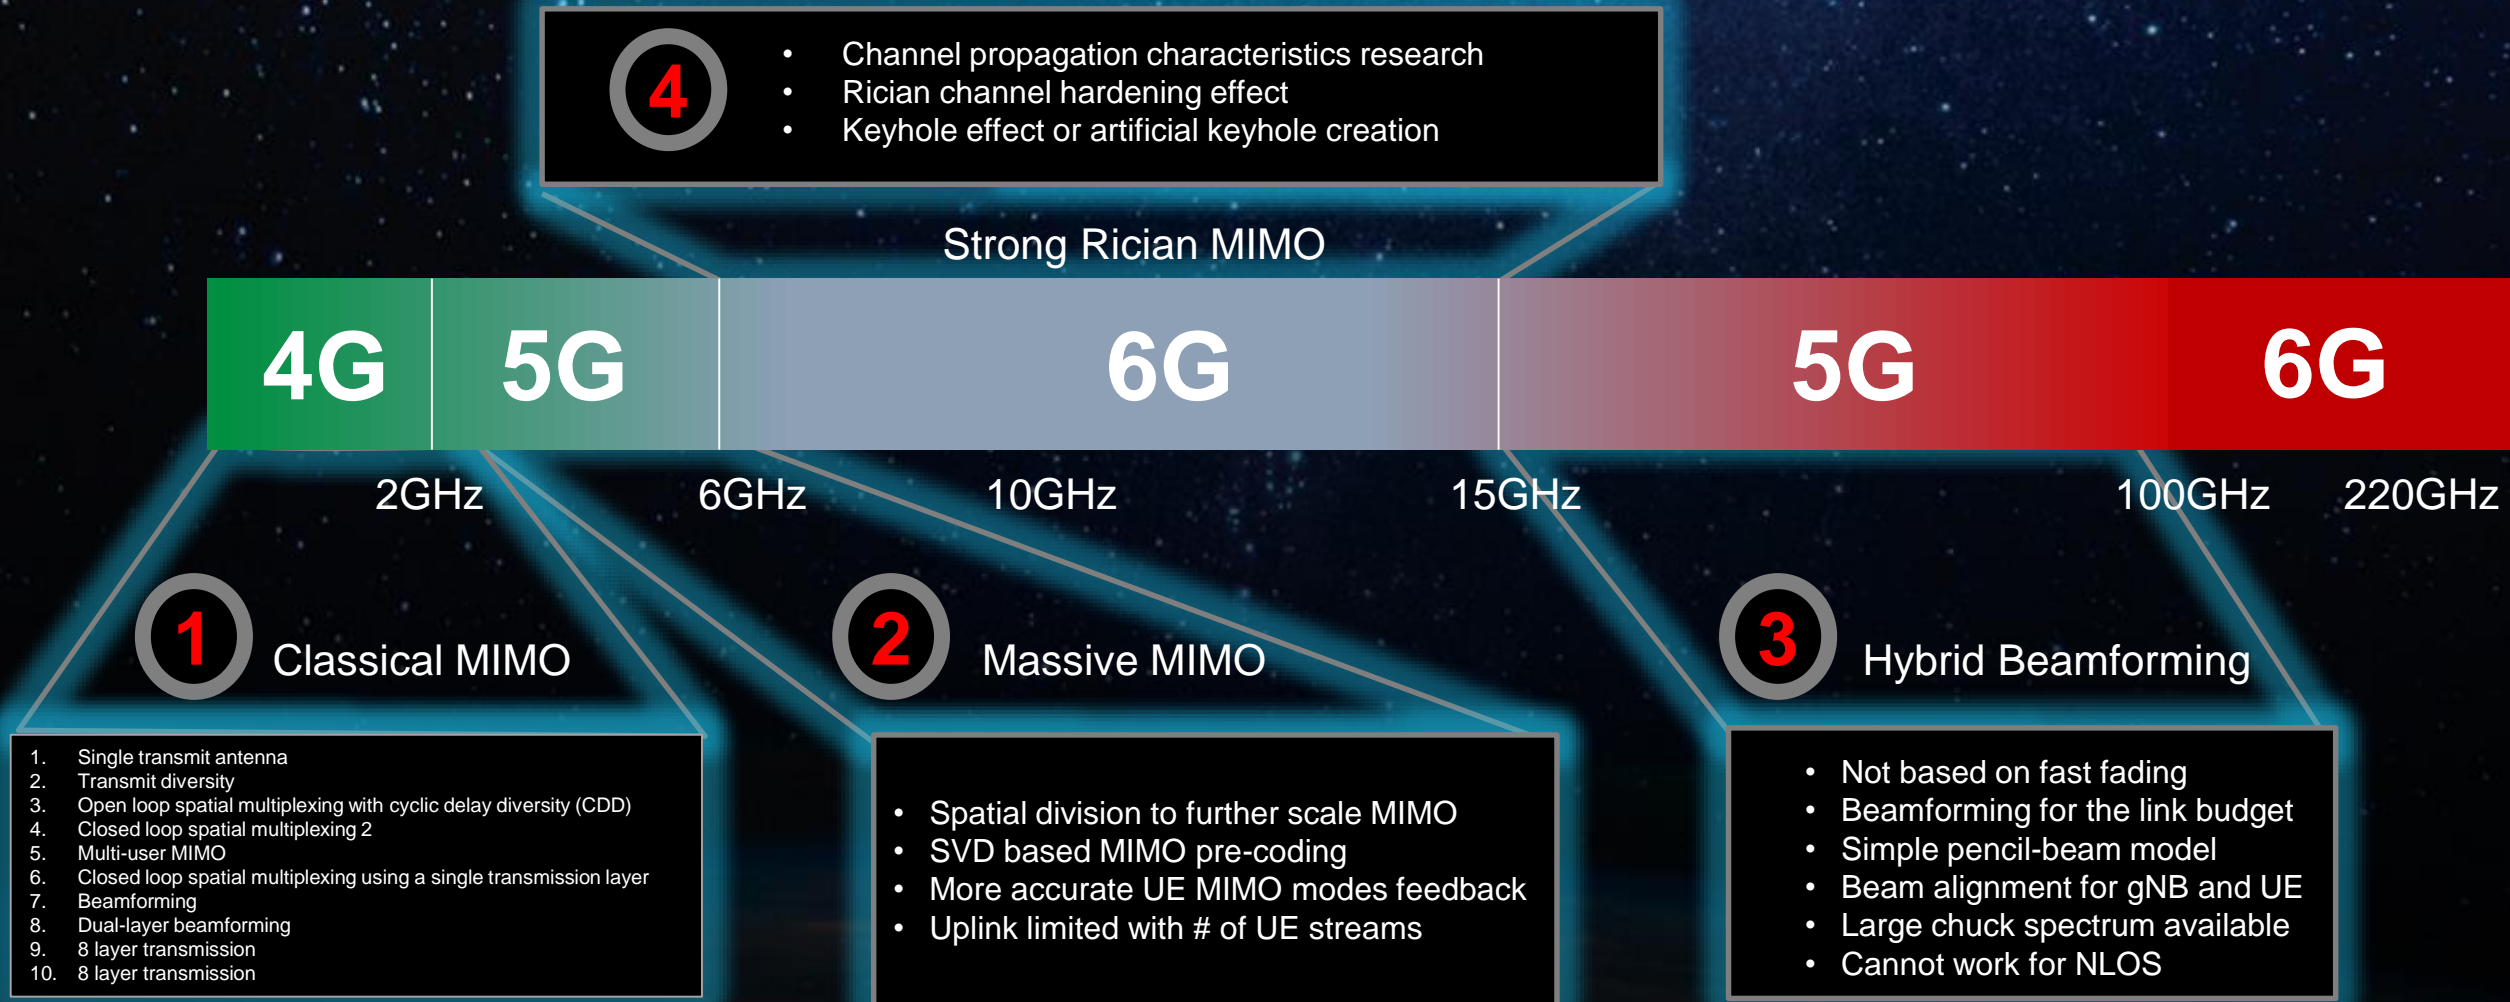 4
• Channel propagation characteristics research
• Rician channel hardening effect
• Keyhole effect or artificial keyhole creation
Strong Rician MIMO
4G 5G 6G 5G 6G
2GHz 6GHz 10GHz 15GHz 100GHz 220GHz
1 Classical MIMO
1. Single transmit antenna
2. Transmit diversity
3. Open loop spatial multiplexing with cyclic delay diversity (CDD)
4. Closed loop spatial multiplexing 2
5. Multi-user MIMO
6. Closed loop spatial multiplexing using a single transmission layer
7. Beamforming
8. Dual-layer beamforming
9. 8 layer transmission
10. 8 layer transmission
2 Massive MIMO
• Spatial division to further scale MIMO
• SVD based MIMO pre-coding
• More accurate UE MIMO modes feedback
• Uplink limited with # of UE streams
3 Hybrid Beamforming
• Not based on fast fading
• Beamforming for the link budget
• Simple pencil-beam model
• Beam alignment for gNB and UE
• Large chuck spectrum available
• Cannot work for NLOS